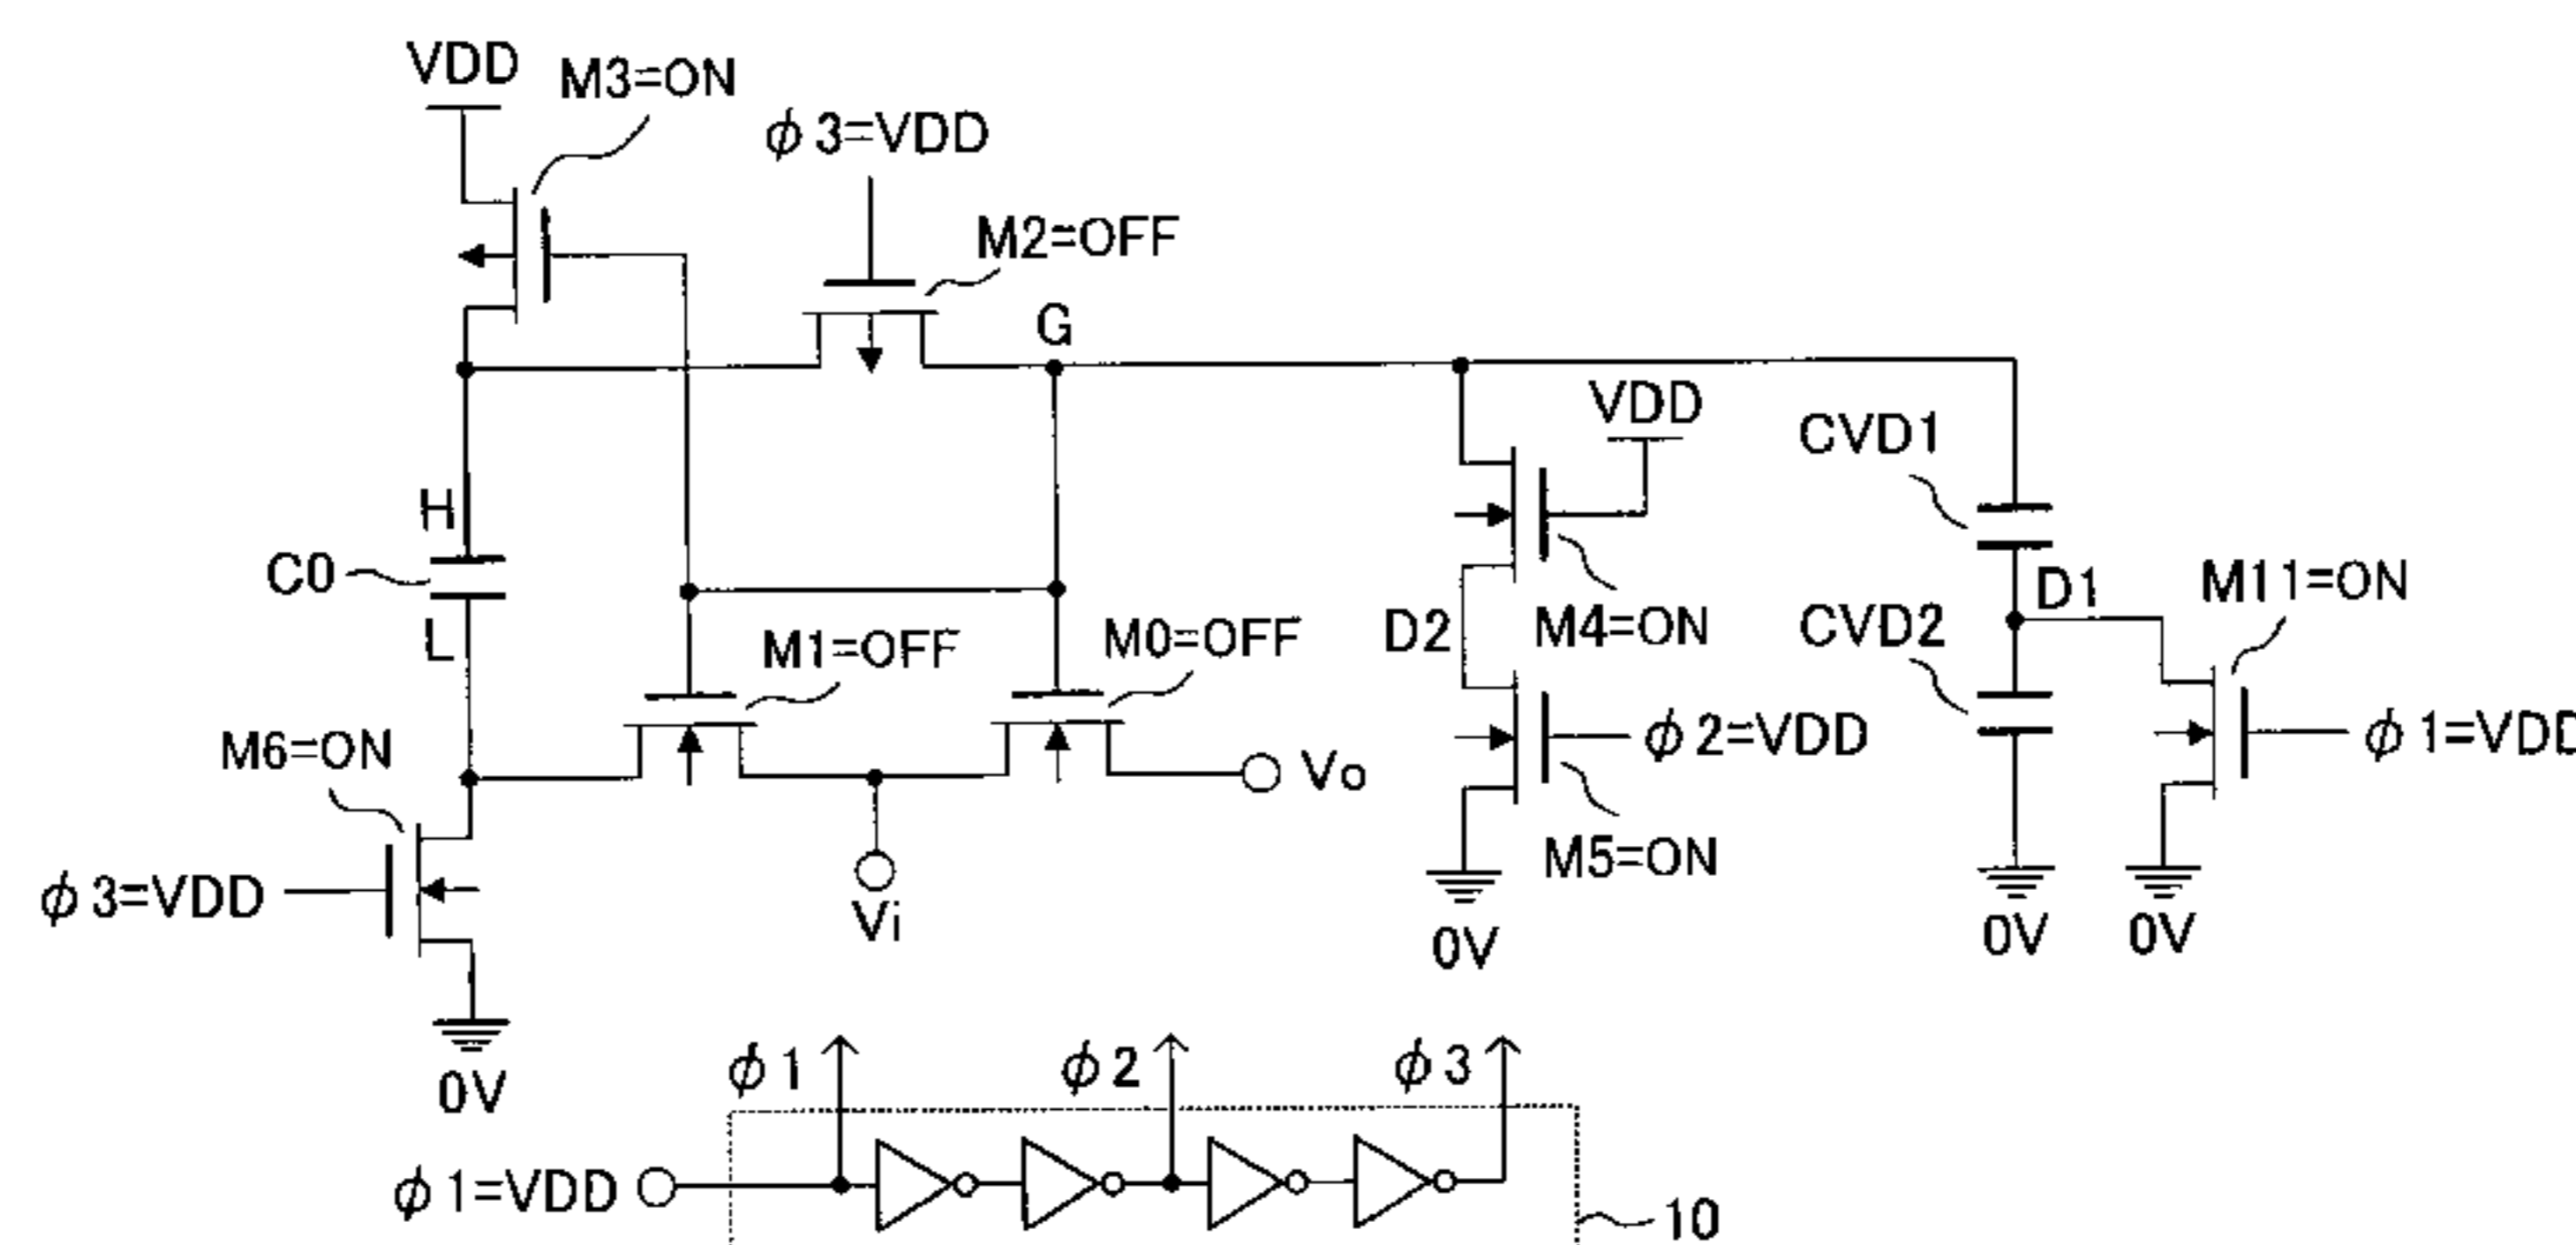 VDD
M3=ON
ϕ3=VDD
M2=OFF
G
VDD
CVD1
H
C0
L
M1=OFF
M0=OFF
D2
M4=ON
CVD2
D1
M11=ON
M6=ON
Vo
ϕ2=VDD
ϕ1=VDD
M5=ON
ϕ3=VDD
Vi
0V
0V
0V
0V
ϕ1
ϕ2
ϕ3
ϕ1=VDD
10